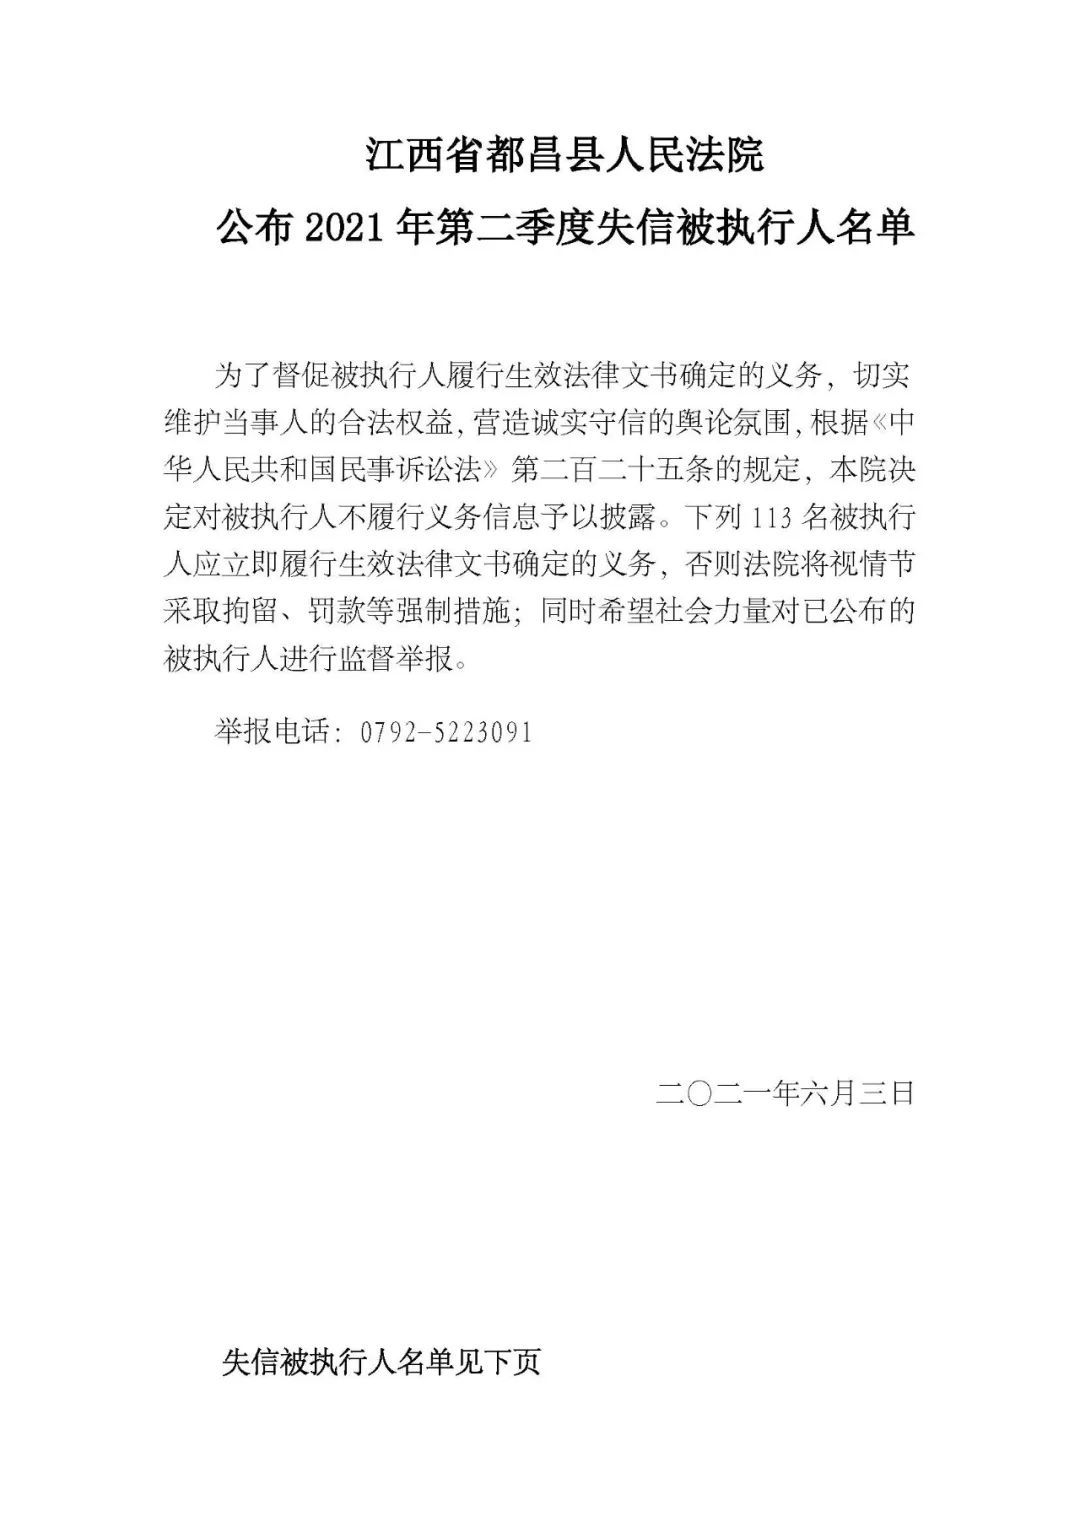 江西省都昌县人民法院
公布 2021 年第二季度失信被执行人名单
为了督促被执行人履行生效法律文书确定的义务，切实
维护当事人的合法权益，营造诚实守信的舆论氛围，根据《中
华人民共和国民事诉讼法》第二百二十五条的规定，本院决
定对被执行人不履行义务信息予以披露。下列 113 名被执行
人应立即履行生效法律文书确定的义务，否则法院将视情节
采取拘留、罚款等强制措施；同时希望社会力量对已公布的
被执行人进行监督举报。
举报电话：0792-5223091
二〇二一年六月三日
失信被执行人名单见下页